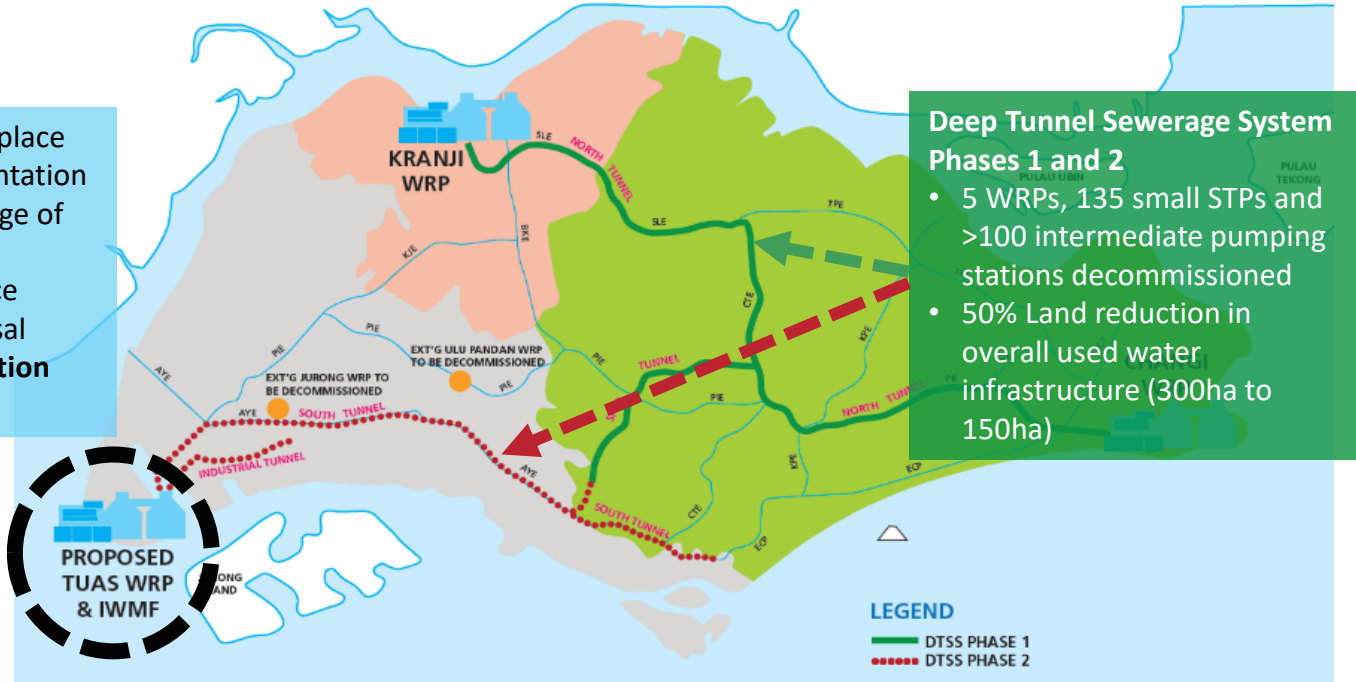 place
ntation
ge of
ce
sal
tion
Deep Tunnel Sewerage System
Phases 1 and 2
• 5 WRPs, 135 small STPs and
>100 intermediate pumping
stations decommissioned
• 50% Land reduction in
overall used water
infrastructure (300ha to
150ha)
PULAU UBIN
PULAU
TEKONG
CHANGI
KRANJI
WRP
SLE
NORTH
TUNNEL
SLE
TPE
BKE
KJE
CTE
KPE
PIE
PIE
AYE
EXT'G ULU PANDAN WRP
TO BE DECOMMISSIONED
PIE
PIE
TUNNEL
PIE
EXT'G JURONG WRP TO
BE DECOMMISSIONED
AYE
SOUTH TUNNEL
NORTH TUNNEL
PIE
INDUSTRIAL TUNNEL
AYE
KPE
ECP
SOUTH TUNNEL
CTE
ECP
PROPOSED
TUAS WRP
& IWMF
ONG
AND
LEGEND
DTSS PHASE 1
DTSS PHASE 2